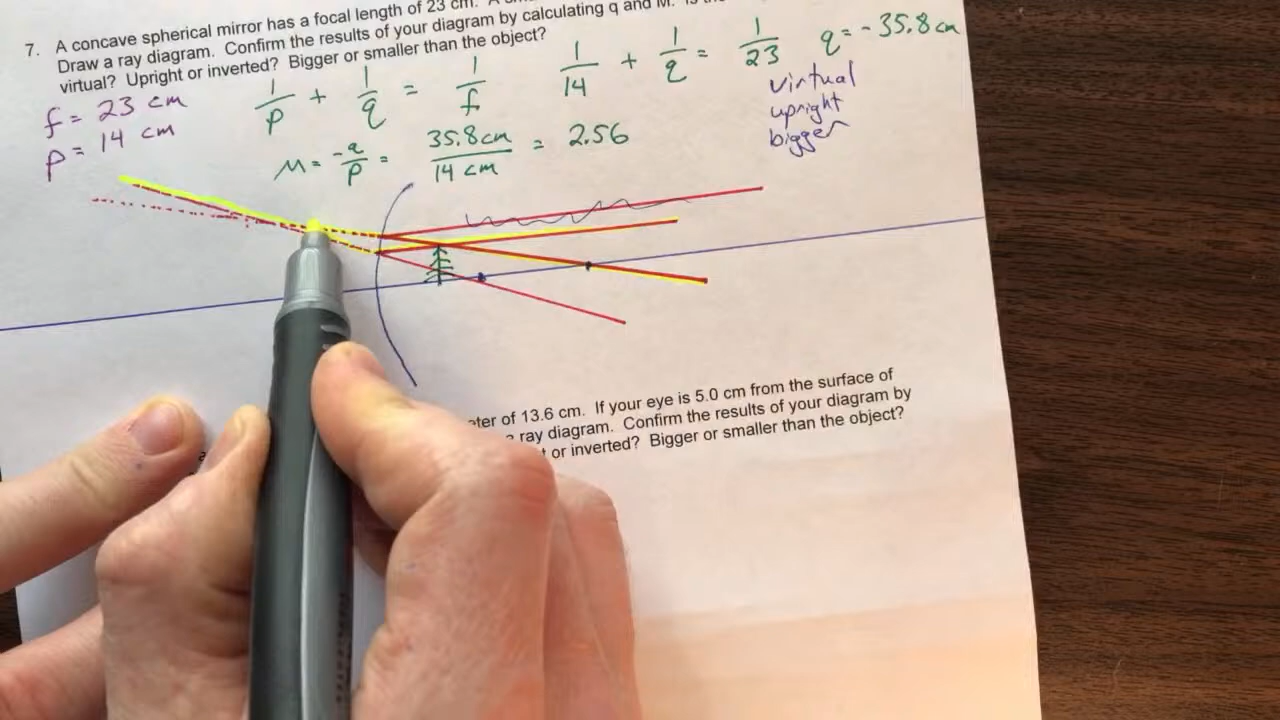 7. A concave spherical mirror has a focal length of 23 cm. A
Draw a ray diagram. Confirm the results of your diagram by calculating q and M. Is the
virtual? Upright or inverted? Bigger or smaller than the object?
f = 23 cm
p = 14 cm
1/p + 1/q = 1/f
1/14 + 1/q = 1/23
q = -35.8 cm
virtual
upright
bigger
M = -q/p = 35.8cm/14 cm = 2.56
of 13.6 cm. If your eye is 5.0 cm from the surface of
ray diagram. Confirm the results of your diagram by
or inverted? Bigger or smaller than the object?